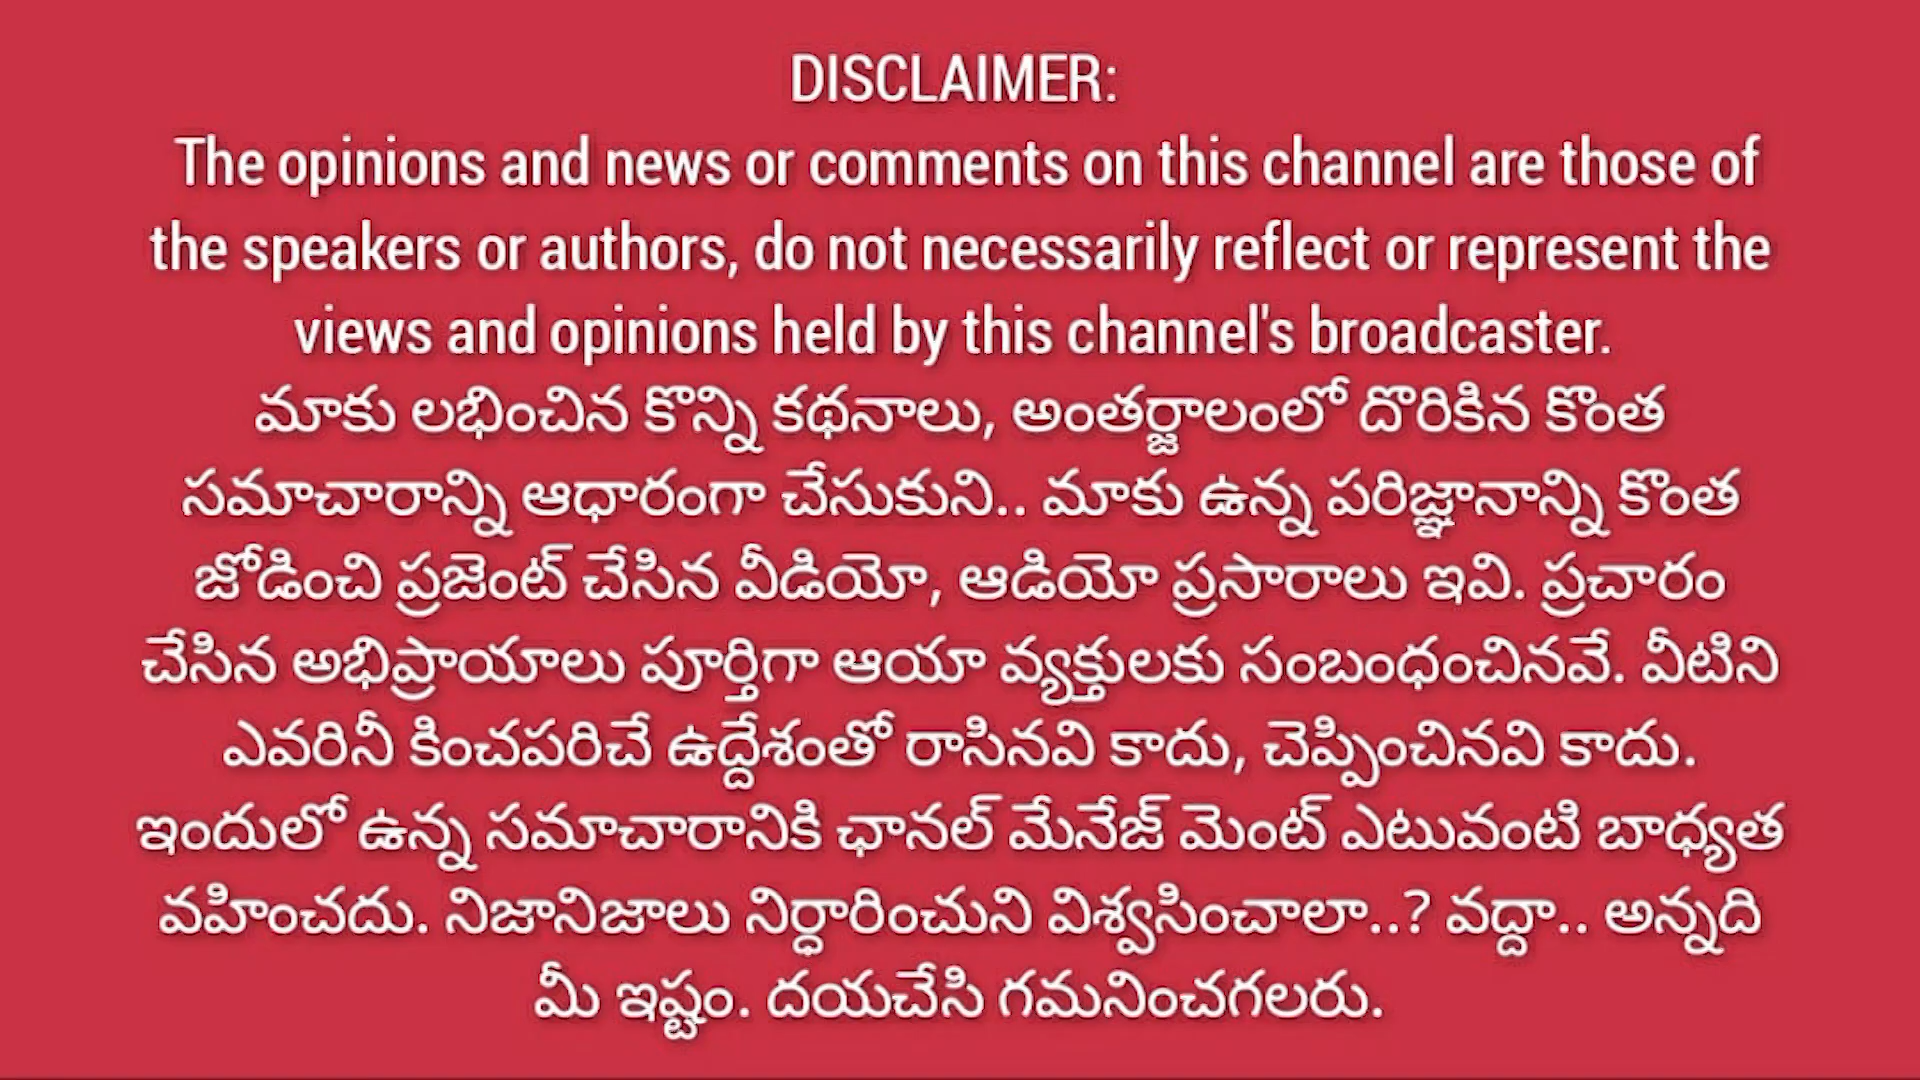 DISCLAIMER:
The opinions and news or comments on this channel are those of
the speakers or authors, do not necessarily reflect or represent the
views and opinions held by this channel's broadcaster.
మాకు లభించిన కొన్ని కథనాలు, అంతర్జాలంలో దొరికిన కొంత
సమాచారాన్ని ఆధారంగా చేసుకుని.. మాకు ఉన్న పరిజ్ఞానాన్ని కొంత
జోడించి ప్రజెంట్ చేసిన వీడియో, ఆడియో ప్రసారాలు ఇవి. ప్రచారం
చేసిన అభిప్రాయాలు పూర్తిగా ఆయా వ్యక్తులకు సంబంధంచినవే. వీటిని
ఎవరినీ కించపరిచే ఉద్దేశంతో రాసినవి కాదు, చెప్పించినవి కాదు.
ఇందులో ఉన్న సమాచారానికి ఛానల్ మేనేజ్ మెంట్ ఎటువంటి బాధ్యత
వహించదు. నిజానిజాలు నిర్ధారించుని విశ్వసించాలా..? వద్దా.. అన్నది
మీ ఇష్టం. దయచేసి గమనించగలరు.